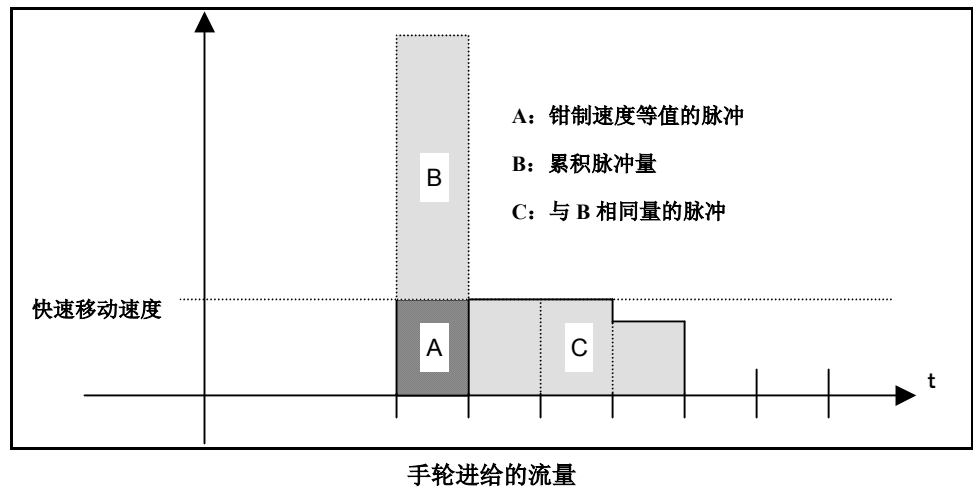 A：钳制速度等值的脉冲
B：累积脉冲量
C：与 B 相同量的脉冲
B
快速移动速度
A
C
t
手轮进给的流量